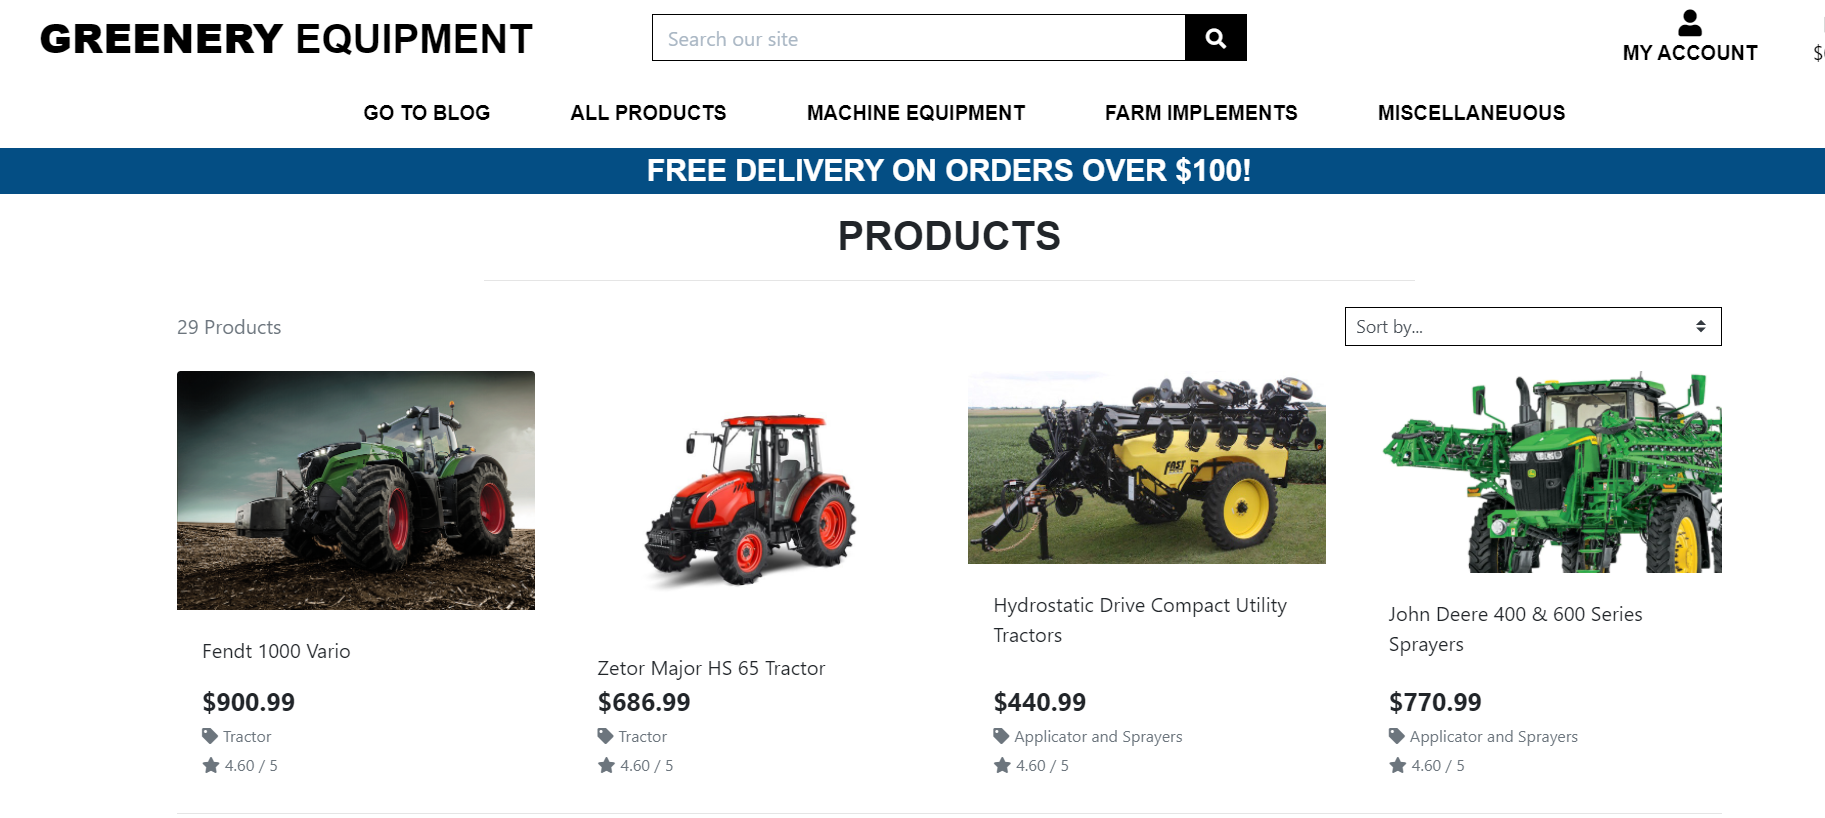 GREENERY EQUIPMENT
Search our site
MY ACCOUNT
GO TO BLOG
ALL PRODUCTS
MACHINE EQUIPMENT
FARM IMPLEMENTS
MISCELLANEUOUS
FREE DELIVERY ON ORDERS OVER $100!
PRODUCTS
29 Products
Sort by...
FAST
Fendt 1000 Vario
$900.99
Tractor
4.60 / 5
Zetor Major HS 65 Tractor
$686.99
Tractor
4.60 / 5
Hydrostatic Drive Compact Utility
Tractors
$440.99
Applicator and Sprayers
4.60 / 5
John Deere 400 & 600 Series
Sprayers
$770.99
Applicator and Sprayers
4.60 / 5